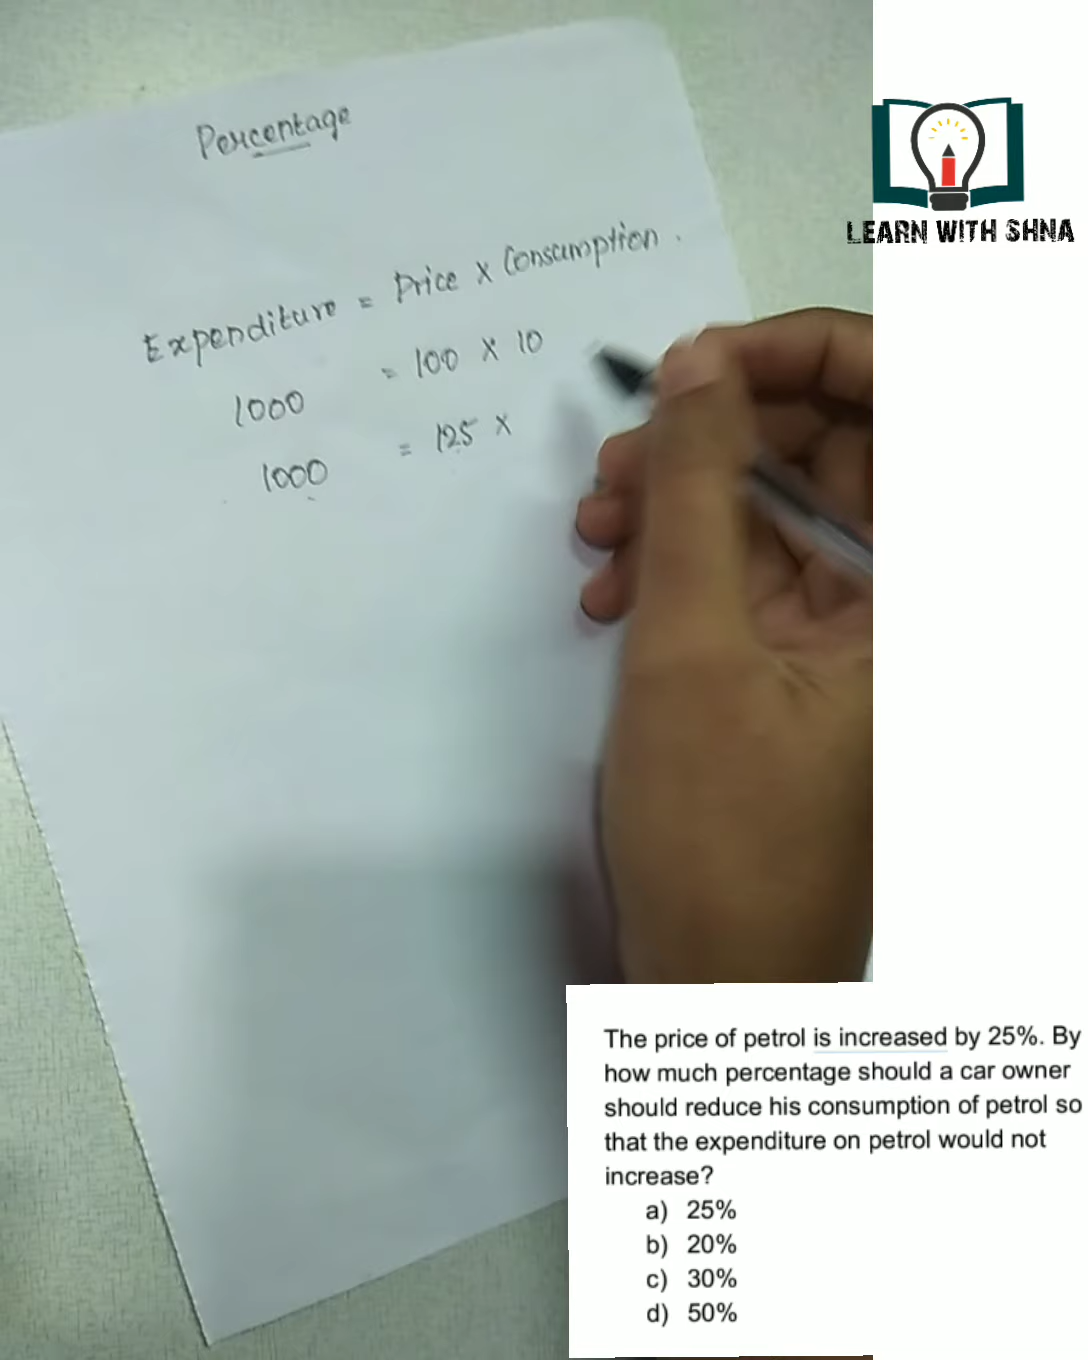 Percentage
LEARN WITH SHNA
Expenditure = Price x Consumption.
1000 = 100 x 10
1000 = 125 x
The price of petrol is increased by 25%. By
how much percentage should a car owner
should reduce his consumption of petrol so
that the expenditure on petrol would not
increase?
a) 25%
b) 20%
c) 30%
d) 50%